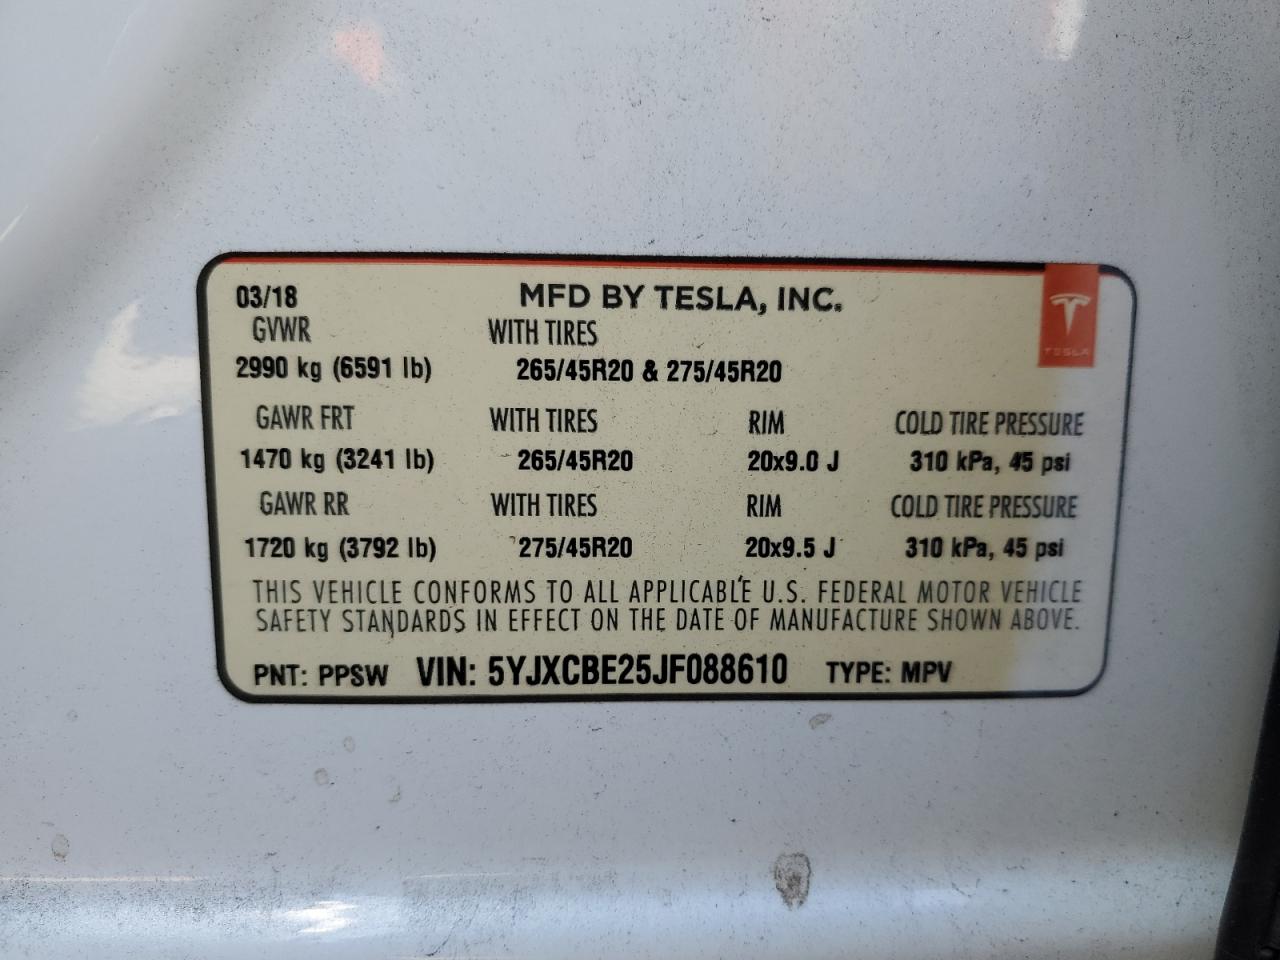 03/18 MFD BY TESLA, INC.
TESLA
GVWR WITH TIRES
2990 kg (6591 lb) 265/45R20 & 275/45R20
GAWR FRT WITH TIRES RIM COLD TIRE PRESSURE
1470 kg (3241 lb) 265/45R20 20x9.0 J 310 kPa, 45 psi
GAWR RR WITH TIRES RIM COLD TIRE PRESSURE
1720 kg (3792 lb) 275/45R20 20x9.5 J 310 kPa, 45 psi
THIS VEHICLE CONFORMS TO ALL APPLICABLE U.S. FEDERAL MOTOR VEHICLE
SAFETY STANDARDS IN EFFECT ON THE DATE OF MANUFACTURE SHOWN ABOVE.
PNT: PPSW VIN: 5YJXCBE25JF088610 TYPE: MPV